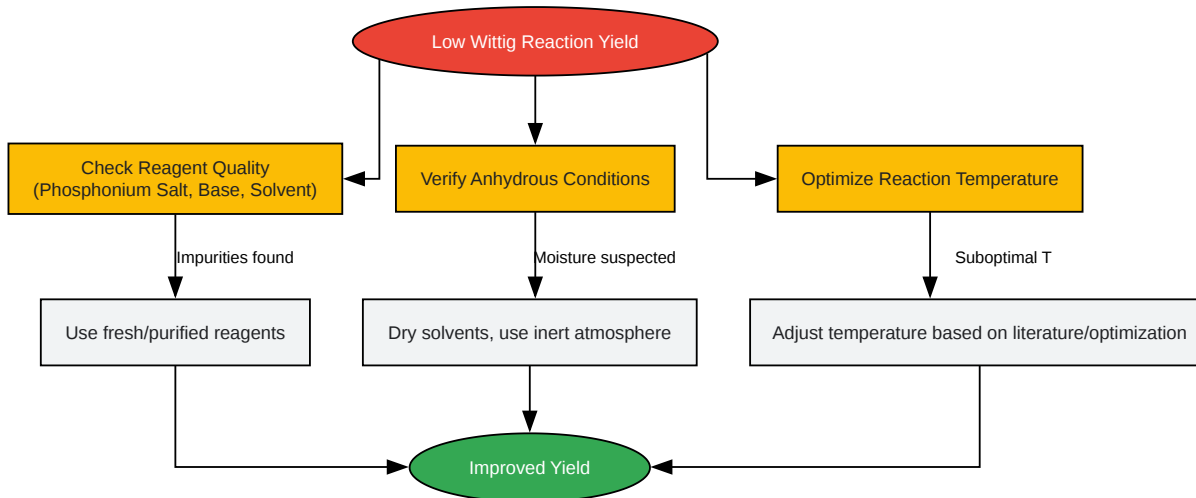 Low Wittig Reaction Yield
Check Reagent Quality
(Phosphonium Salt, Base, Solvent)
Verify Anhydrous Conditions
Optimize Reaction Temperature
Impurities found
Moisture suspected
Suboptimal T
Use fresh/purified reagents
Dry solvents, use inert atmosphere
Adjust temperature based on literature/optimization
Improved Yield